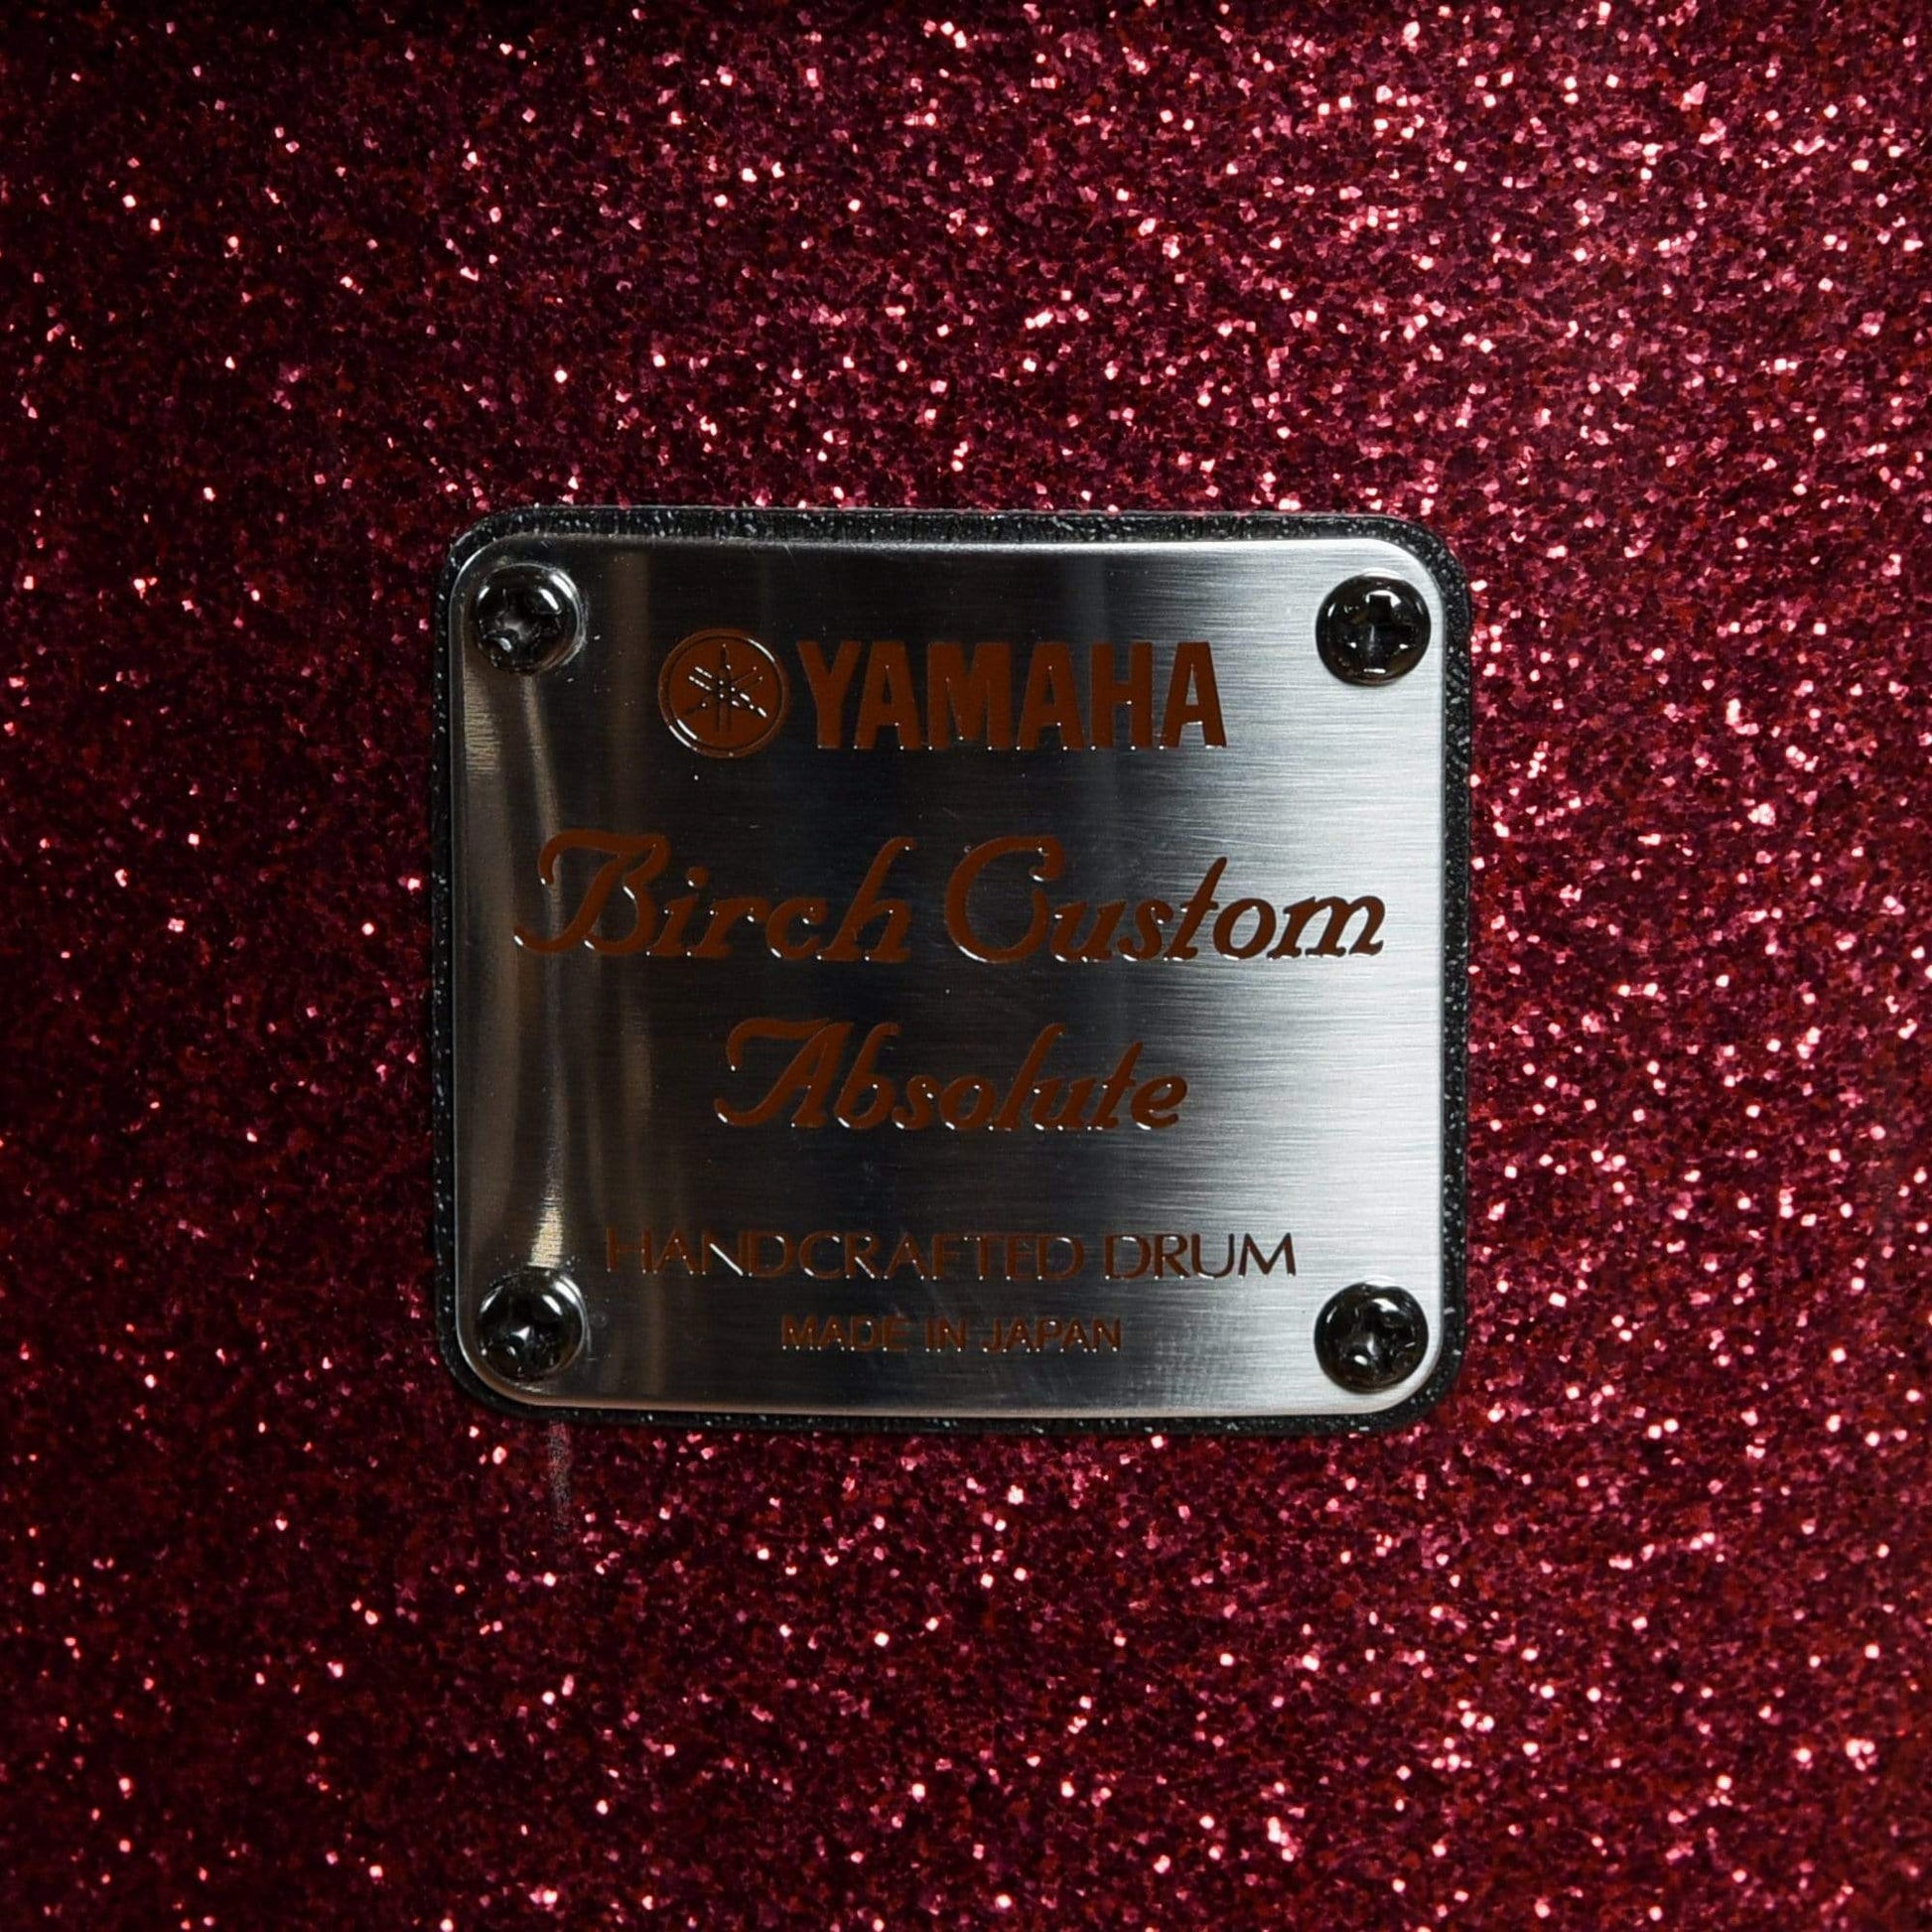 YAMAHA
Birch Custom
Absolute
HANDCRAFTED DRUM
MADE IN JAPAN